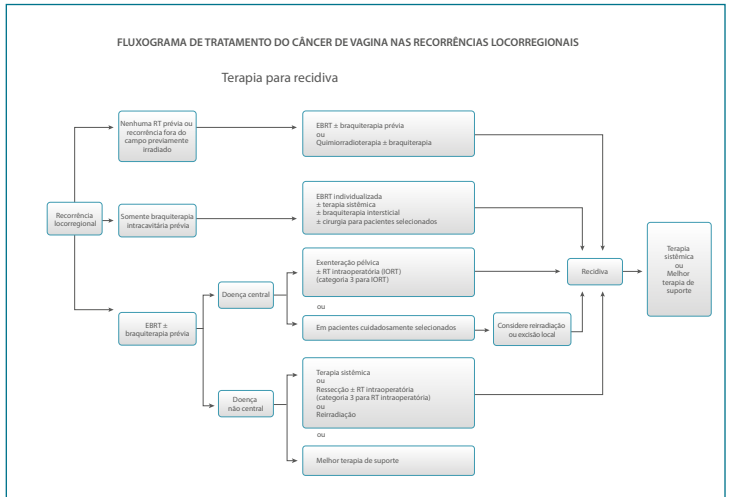 FLUXOGRAMA DE TRATAMENTO DO CÂNCER DE VAGINA NAS RECORRÊNCIAS LOCORREGIONAIS
Terapia para recidiva
Recorrência
locorregional
Nenhuma RT prévia ou
recorrência fora do
campo previamente
irradiado
EBRT ± braquiterapia prévia
ou
Quimiorradioterapia ± braquiterapia
Somente braquiterapia
intracavitária prévia
EBRT individualizada
± terapia sistêmica
± braquiterapia intersticial
± cirurgia para pacientes selecionados
EBRT ±
braquiterapia prévia
Doença central
Exenteração pélvica
± RT intraoperatória (IORT)
(categoria 3 para IORT)
ou
Em pacientes cuidadosamente selecionados
Considere reirradiação
ou excisão local
Doença
não central
Terapia sistêmica
ou
Ressecção ± RT intraoperatória
(categoria 3 para RT intraoperatória)
ou
Reirradiação
ou
Melhor terapia de suporte
Recidiva
Terapia
sistêmica
ou
Melhor
terapia de
suporte